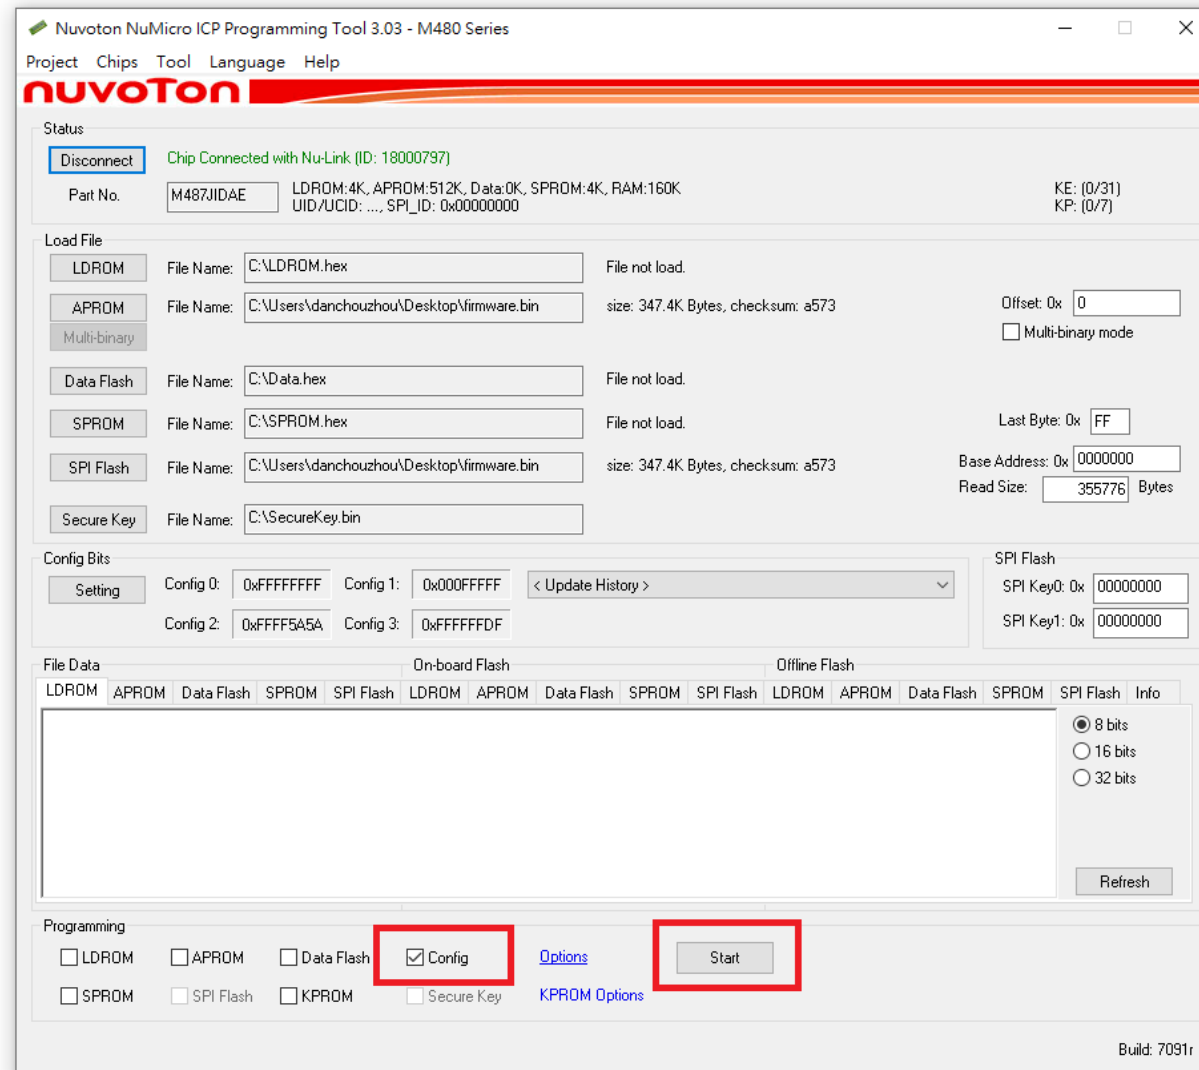 Nuvoton NuMicro ICP Programming Tool 3.03 - M480 Series
Project Chips Tool Language Help
nuvoTon
Status
Disconnect Chip Connected with Nu-Link (ID: 18000797)
Part No. M487JIDAE LDROM:4K, APROM:512K, Data:0K, SPROM:4K, RAM:160K KE: (0/31)
UID/UCID: ..., SPI_ID: 0x00000000 KP: (0/7)
Load File
LDROM File Name: C:\LDROM.hex File not load.
APROM File Name: C:\Users\danchouzhou\Desktop\firmware.bin size: 347.4K Bytes, checksum: a573 Offset: 0x 0
Multi-binary Multi-binary mode
Data Flash File Name: C:\Data.hex File not load.
SPROM File Name: C:\SPROM.hex File not load. Last Byte: 0x FF
SPI Flash File Name: C:\Users\danchouzhou\Desktop\firmware.bin size: 347.4K Bytes, checksum: a573 Base Address: 0x 0000000
Read Size: 355776 Bytes
Secure Key File Name: C:\SecureKey.bin
Config Bits SPI Flash
Setting Config 0: 0xFFFFFFFF Config 1: 0x000FFFFF < Update History > SPI Key0: 0x 00000000
Config 2: 0xFFFF5A5A Config 3: 0xFFFFFFDF SPI Key1: 0x 00000000
File Data On-board Flash Offline Flash
LDROM APROM Data Flash SPROM SPI Flash LDROM APROM Data Flash SPROM SPI Flash LDROM APROM Data Flash SPROM SPI Flash Info
8 bits
16 bits
32 bits
Refresh
Programming
LDROM APROM Data Flash Config Options Start
SPROM SPI Flash KPROM Secure Key KPROM Options
Build: 7091r